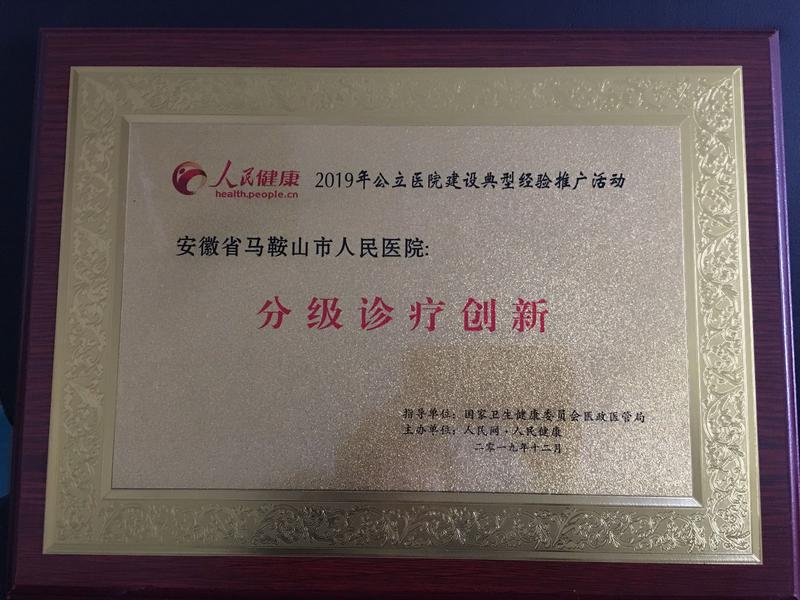 人民健康
health.people.cn
2019年公立医院建设典型经验推广活动
安徽省马鞍山市人民医院:
分级诊疗创新
指导单位：国家卫生健康委员会医政医管局
主办单位：人民网·人民健康
二零一九年十二月